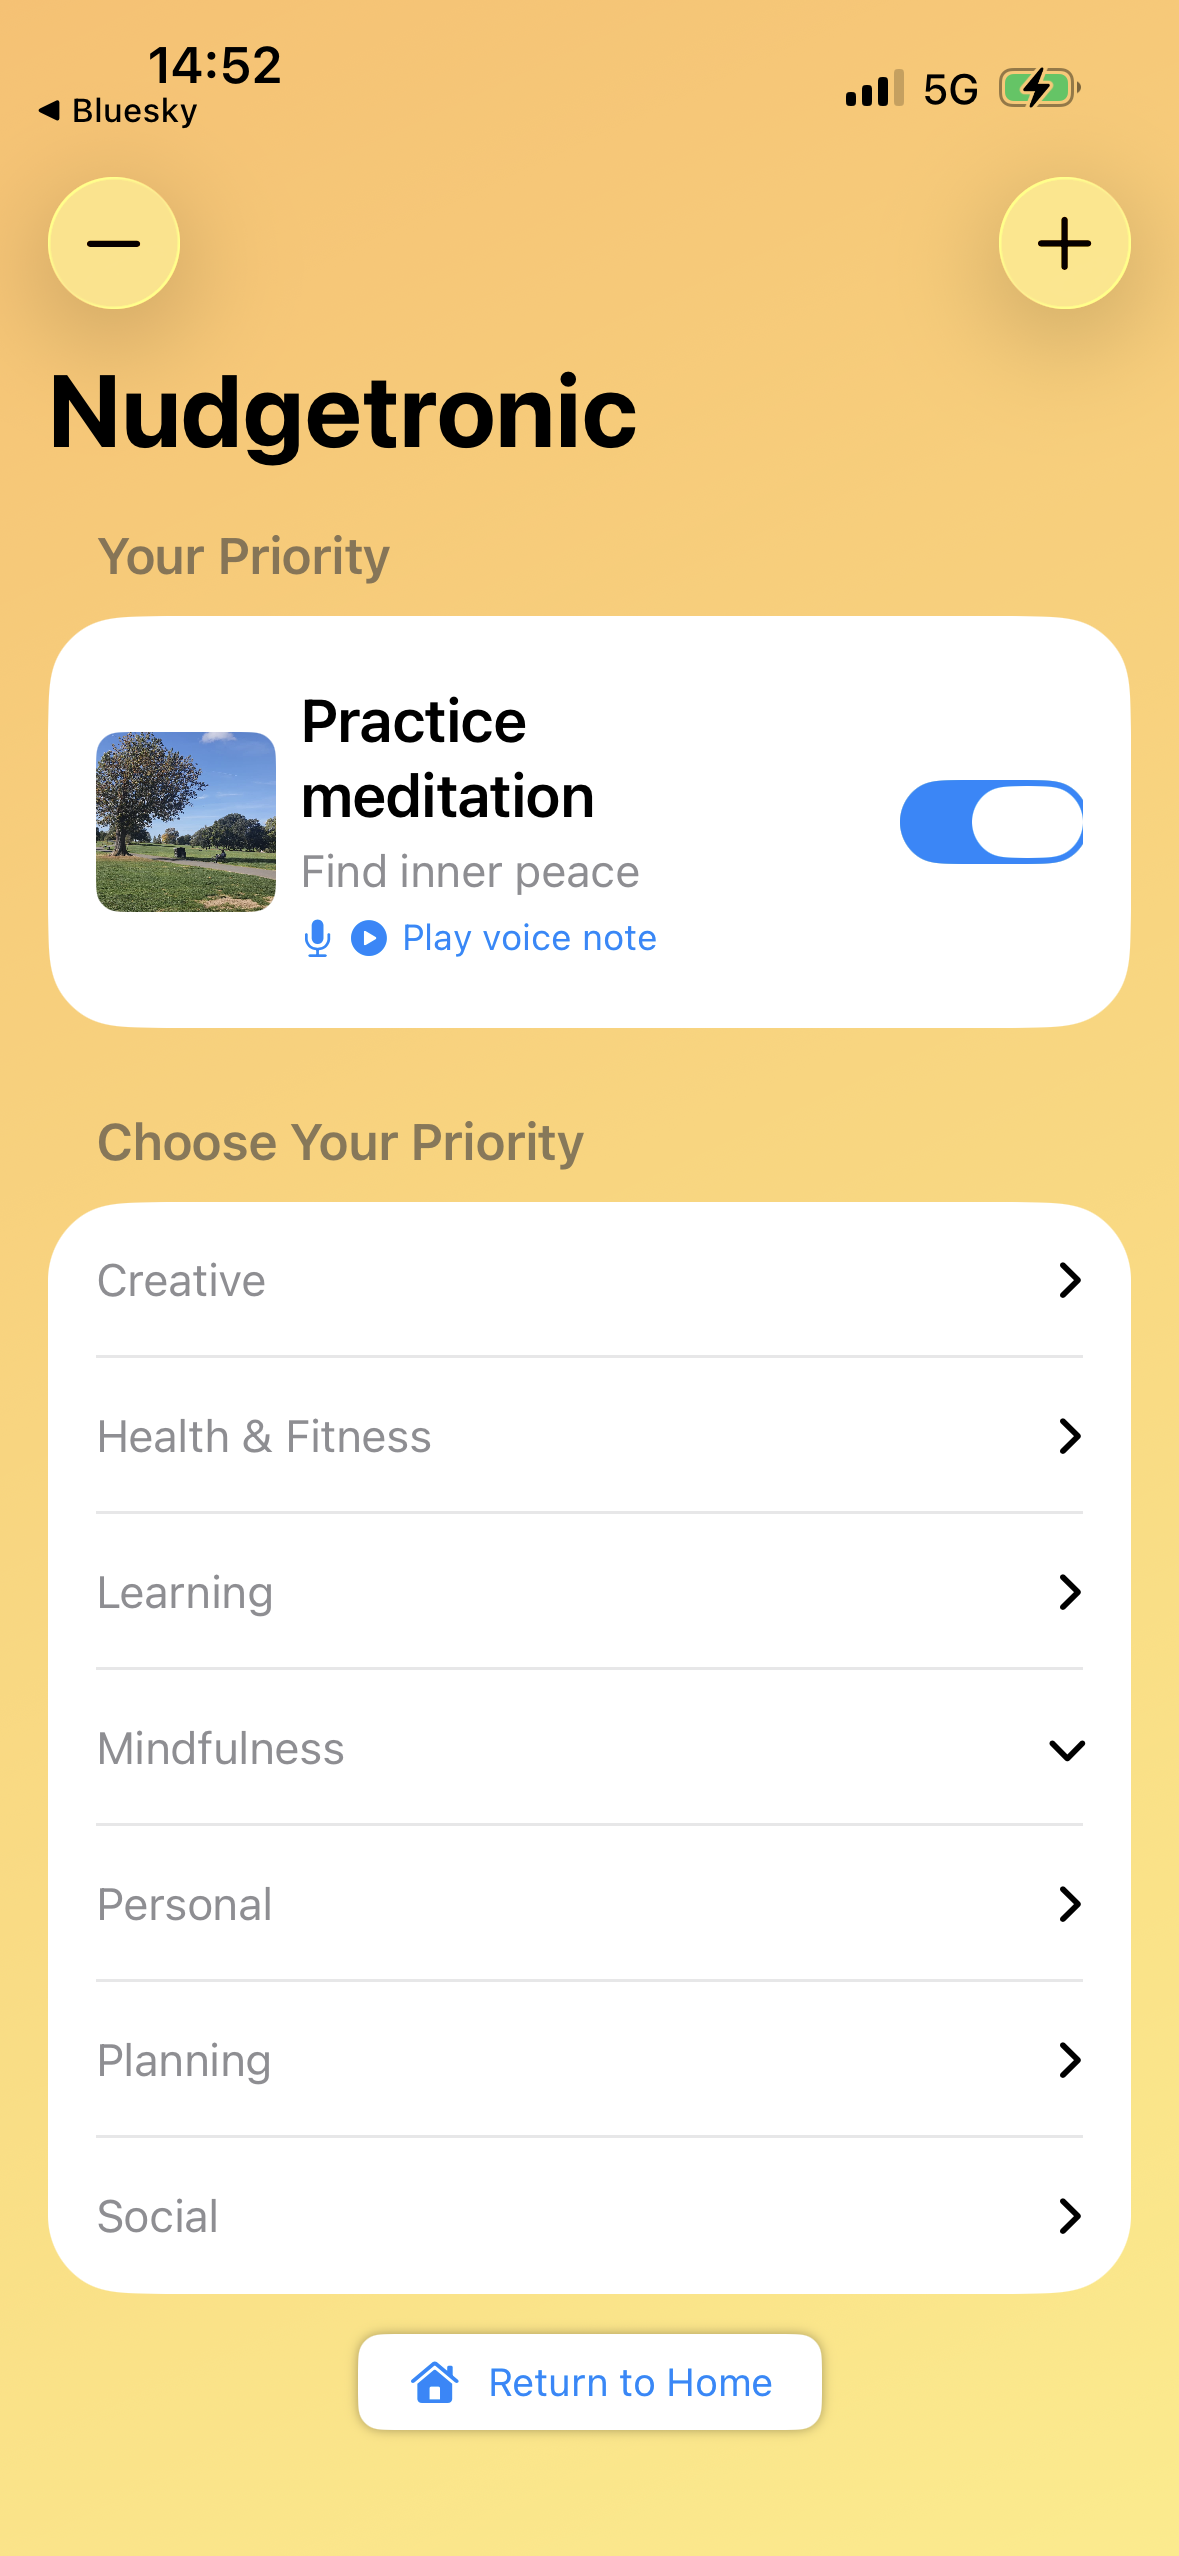 14:52
◀ Bluesky
5G
Nudgetronic
Your Priority
Practice
meditation
Find inner peace
Play voice note
Choose Your Priority
Creative
Health & Fitness
Learning
Mindfulness
Personal
Planning
Social
Return to Home